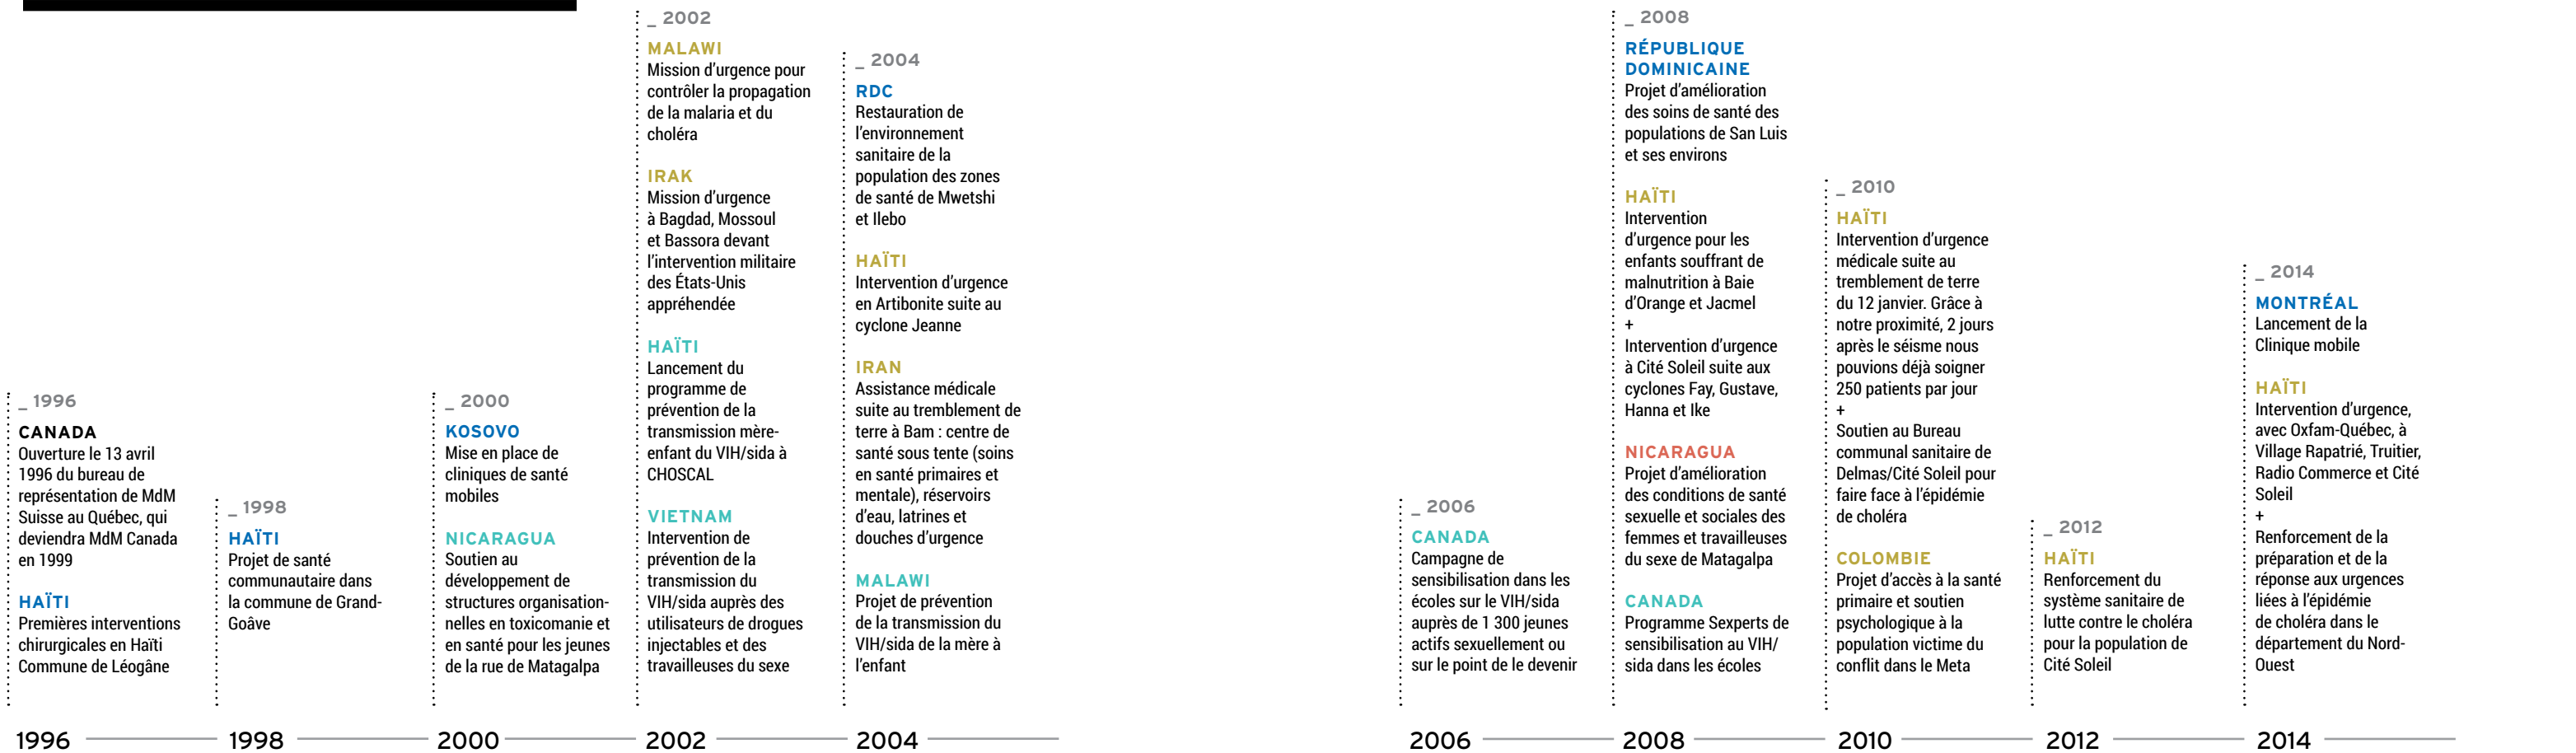 _ 1996
CANADA
Ouverture le 13 avril
1996 du bureau de
représentation de MdM
Suisse au Québec, qui
deviendra MdM Canada
en 1999
HAÏTI
Premières interventions
chirurgicales en Haïti
Commune de Léogâne
_ 1998
HAÏTI
Projet de santé
communautaire dans
la commune de Grand-
Goâve
_ 2000
KOSOVO
Mise en place de
cliniques de santé
mobiles
NICARAGUA
Soutien au
développement de
structures organisation-
nelles en toxicomanie et
en santé pour les jeunes
de la rue de Matagalpa
_ 2002
MALAWI
Mission d'urgence pour
contrôler la propagation
de la malaria et du
choléra
IRAK
Mission d'urgence
à Bagdad, Mossoul
et Bassora devant
l'intervention militaire
des États-Unis
appréhendée
HAÏTI
Lancement du
programme de
prévention de la
transmission mère-
enfant du VIH/sida à
CHOSCAL
VIETNAM
Intervention de
prévention de la
transmission du
VIH/sida auprès des
utilisateurs de drogues
injectables et des
travailleuses du sexe
_ 2004
RDC
Restauration de
l'environnement
sanitaire de la
population des zones
de santé de Mwetshi
et Ilebo
HAÏTI
Intervention d'urgence
en Artibonite suite au
cyclone Jeanne
IRAN
Assistance médicale
suite au tremblement de
terre à Bam : centre de
santé sous tente (soins
en santé primaires et
mentale), réservoirs
d'eau, latrines et
douches d'urgence
MALAWI
Projet de prévention
de la transmission du
VIH/sida de la mère à
l'enfant
_ 2006
CANADA
Campagne de
sensibilisation dans les
écoles sur le VIH/sida
auprès de 1 300 jeunes
actifs sexuellement ou
sur le point de le devenir
_ 2008
RÉPUBLIQUE
DOMINICAINE
Projet d'amélioration
des soins de santé des
populations de San Luis
et ses environs
HAÏTI
Intervention
d'urgence pour les
enfants souffrant de
malnutrition à Baie
d'Orange et Jacmel
+
Intervention d'urgence
à Cité Soleil suite aux
cyclones Fay, Gustave,
Hanna et Ike
NICARAGUA
Projet d'amélioration
des conditions de santé
sexuelle et sociales des
femmes et travailleuses
du sexe de Matagalpa
CANADA
Programme Sexperts de
sensibilisation au VIH/
sida dans les écoles
_ 2010
HAÏTI
Intervention d'urgence
médicale suite au
tremblement de terre
du 12 janvier. Grâce à
notre proximité, 2 jours
après le séisme nous
pouvions déjà soigner
250 patients par jour
+
Soutien au Bureau
communal sanitaire de
Delmas/Cité Soleil pour
faire face à l'épidémie
de choléra
COLOMBIE
Projet d'accès à la santé
primaire et soutien
psychologique à la
population victime du
conflit dans le Meta
_ 2012
HAÏTI
Renforcement du
système sanitaire de
lutte contre le choléra
pour la population de
Cité Soleil
_ 2014
MONTRÉAL
Lancement de la
Clinique mobile
HAÏTI
Intervention d'urgence,
avec Oxfam-Québec, à
Village Rapatrié, Truitier,
Radio Commerce et Cité
Soleil
+
Renforcement de la
préparation et de la
réponse aux urgences
liées à l'épidémie
de choléra dans le
département du Nord-
Ouest
1996 1998 2000 2002 2004 2006 2008 2010 2012 2014